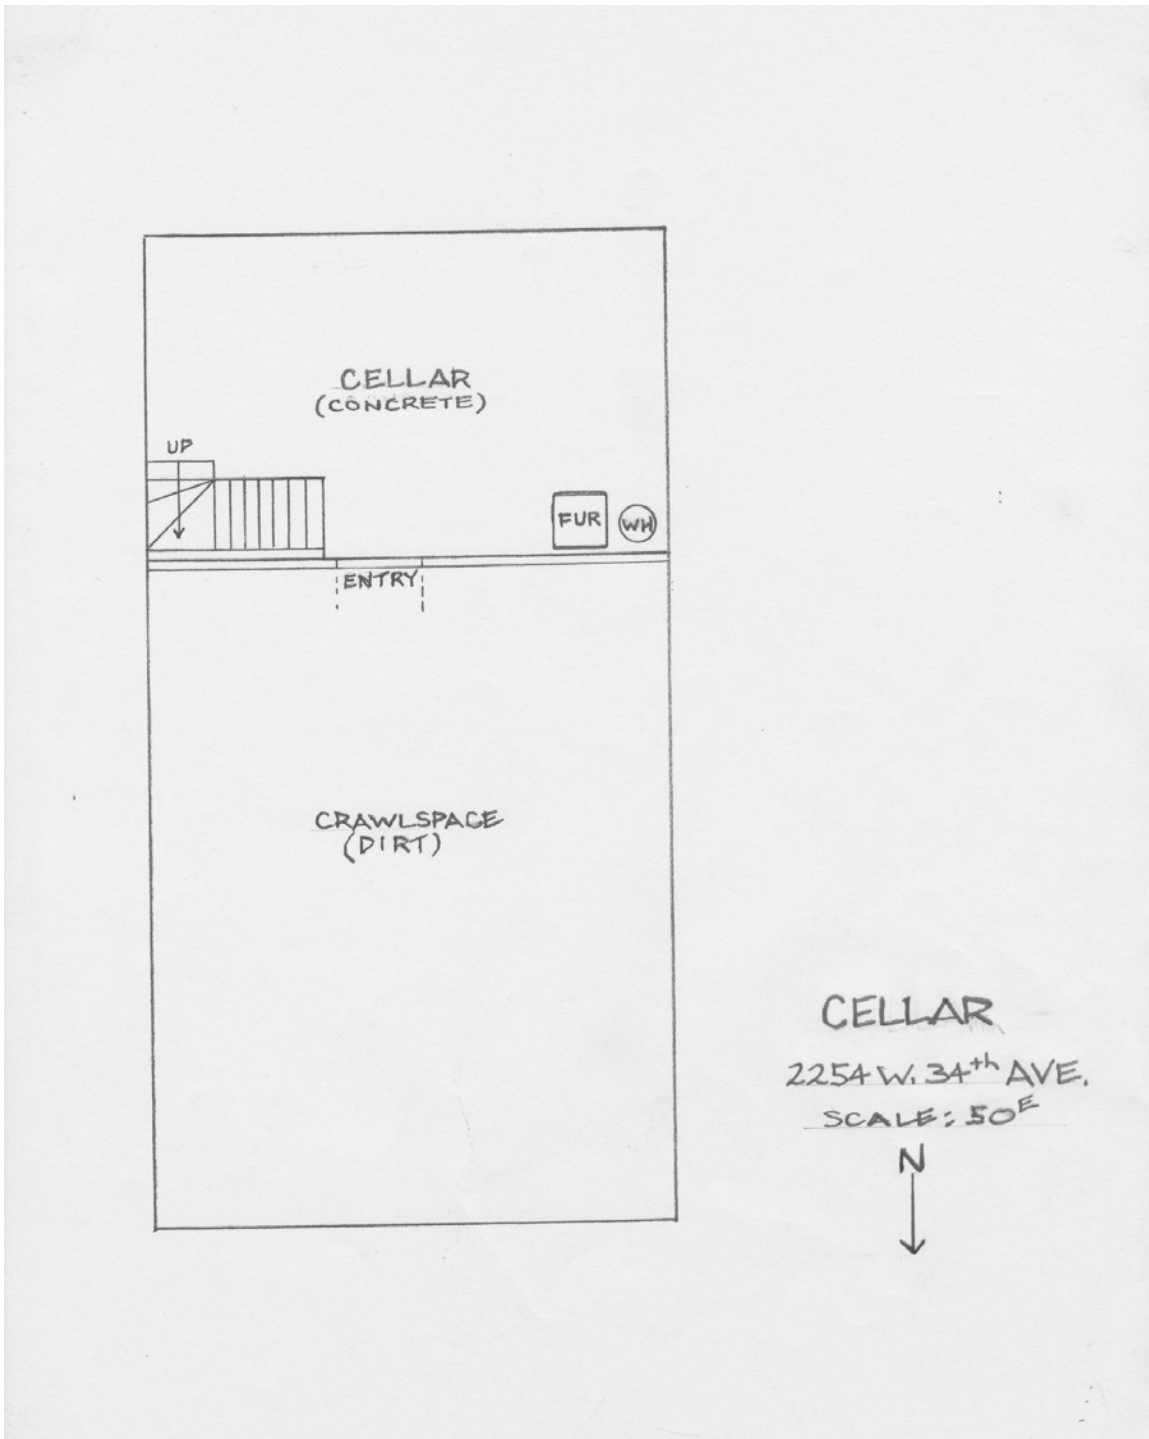 CELLAR
(CONCRETE)
UP
FUR
WH
ENTRY
CRAWLSPACE
(DIRT)
CELLAR
2254 W. 34th AVE.
SCALE: 50E
N